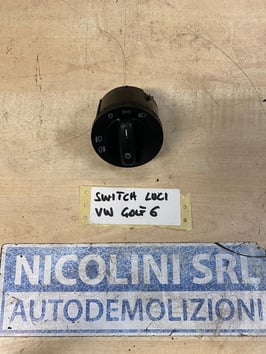 SWITCH LUCI
VW GOLF 6
NICOLINI SRL
AUTODEMOLIZIONI